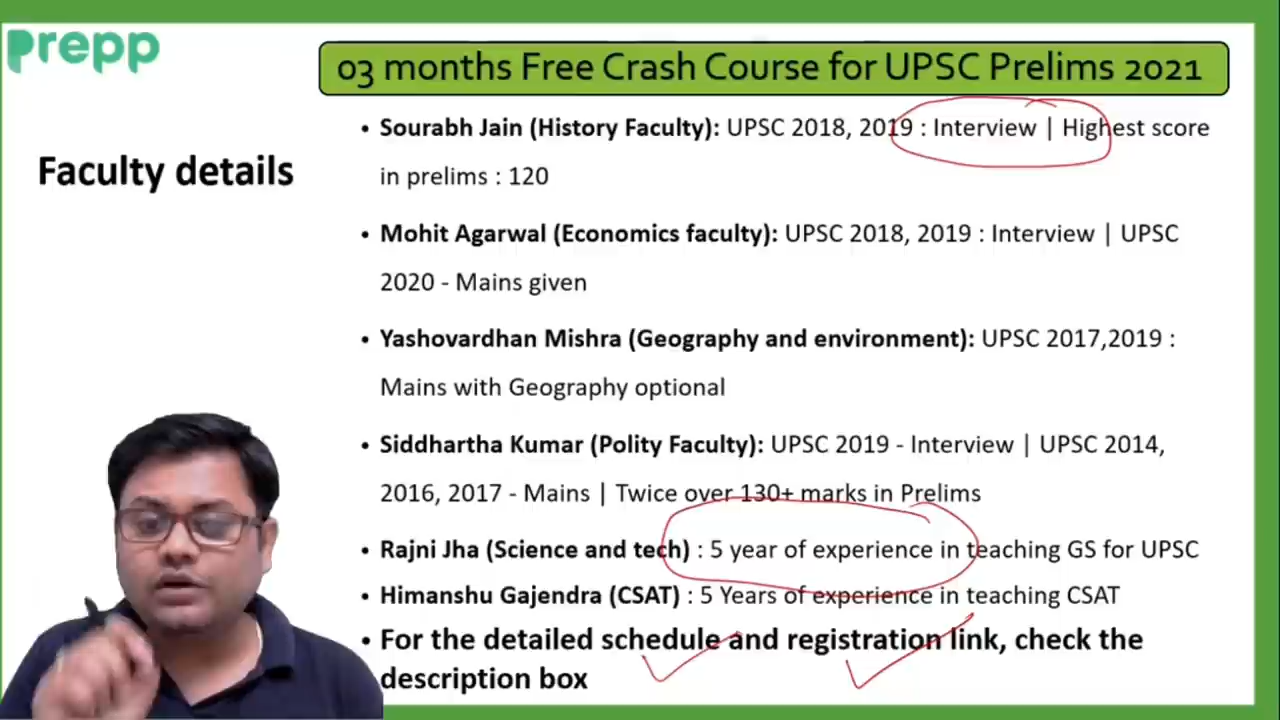 prepp
03 months Free Crash Course for UPSC Prelims 2021
Faculty details
• Sourabh Jain (History Faculty): UPSC 2018, 2019 : Interview | Highest score
in prelims : 120
• Mohit Agarwal (Economics faculty): UPSC 2018, 2019 : Interview | UPSC
2020 - Mains given
• Yashovardhan Mishra (Geography and environment): UPSC 2017,2019 :
Mains with Geography optional
• Siddhartha Kumar (Polity Faculty): UPSC 2019 - Interview | UPSC 2014,
2016, 2017 - Mains | Twice over 130+ marks in Prelims
• Rajni Jha (Science and tech) : 5 year of experience in teaching GS for UPSC
• Himanshu Gajendra (CSAT) : 5 Years of experience in teaching CSAT
• For the detailed schedule and registration link, check the
description box